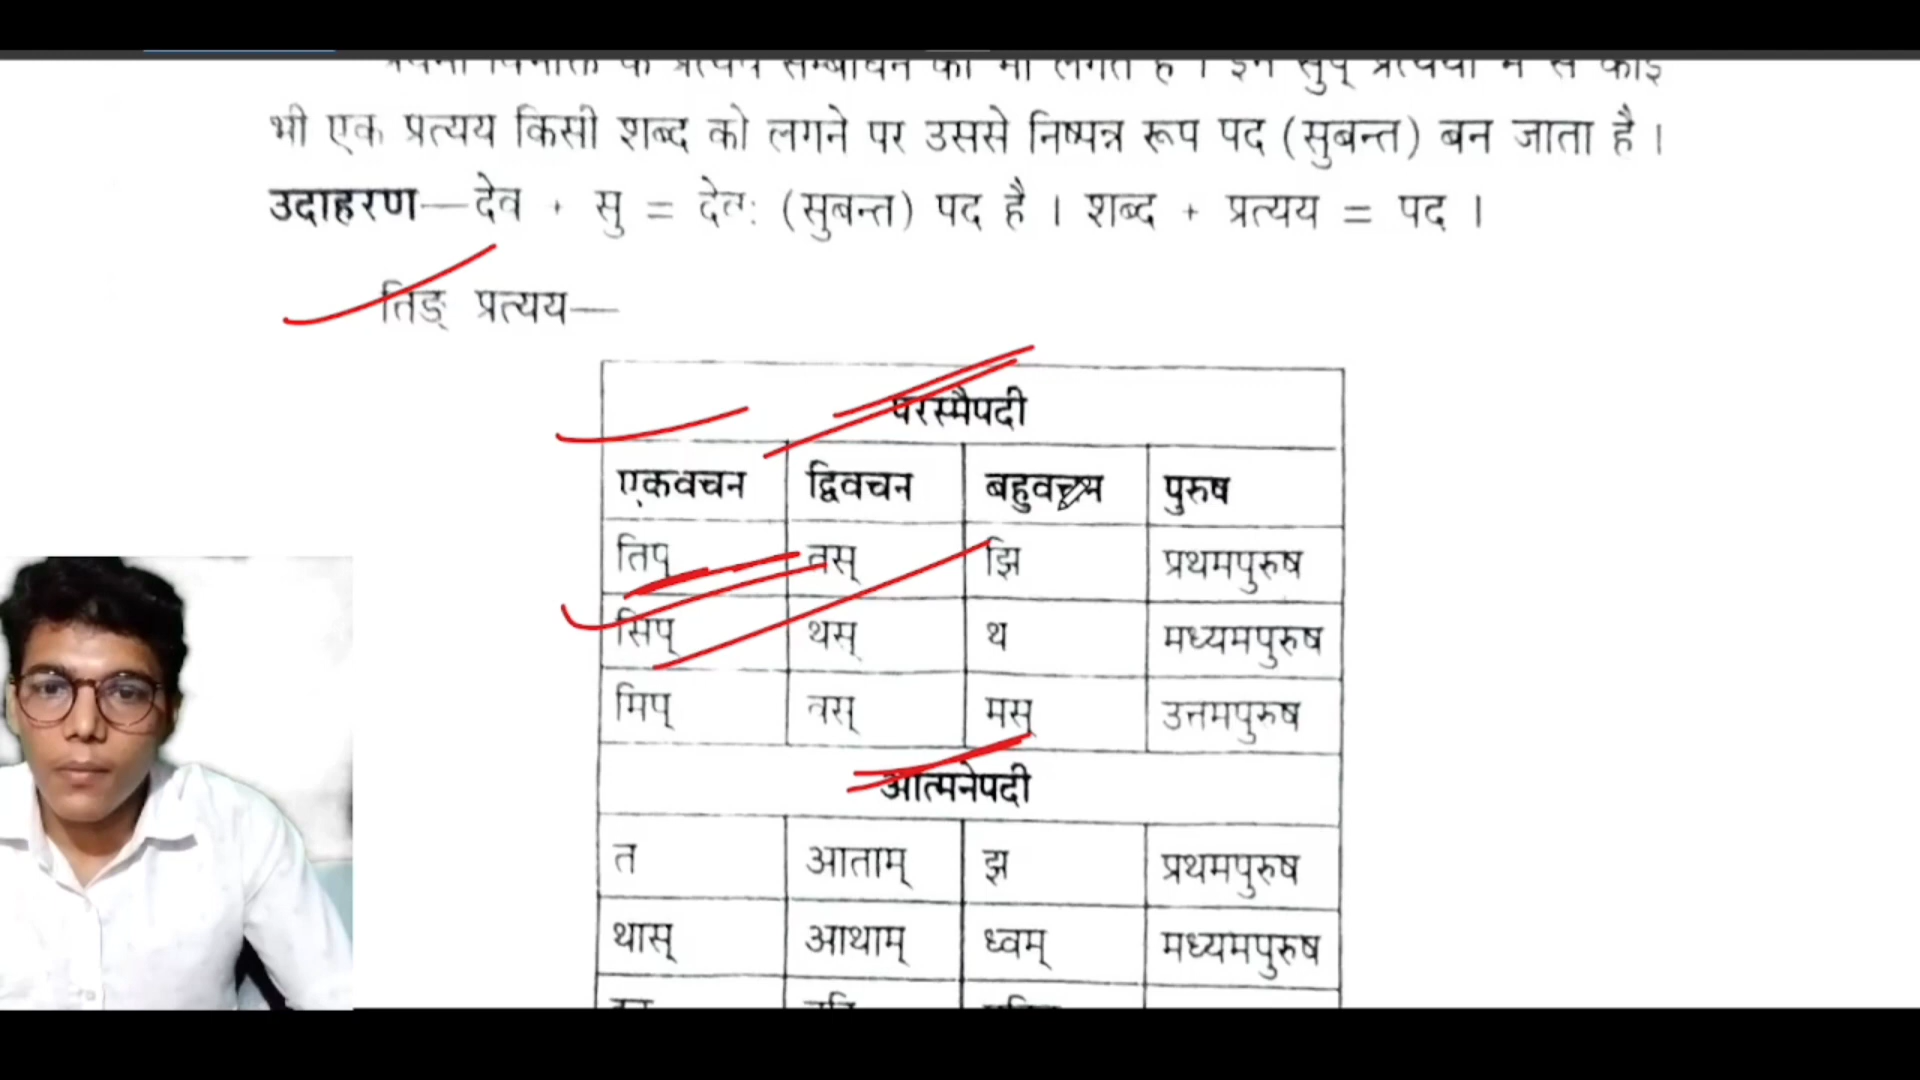 भी एक प्रत्यय किसी शब्द को लगने पर उससे निष्पन्न रूप पद (सुबन्त) बन जाता है ।
उदाहरण—देव + सु = देवः (सुबन्त) पद है । शब्द + प्रत्यय = पद ।
तिङ् प्रत्यय—
परस्मैपदी
एकवचन द्विवचन बहुवचन पुरुष
तिप् तस् झि प्रथमपुरुष
सिप् थस् थ मध्यमपुरुष
मिप् वस् मस् उत्तमपुरुष
आत्मनेपदी
त आताम् झ प्रथमपुरुष
थास् आथाम् ध्वम् मध्यमपुरुष